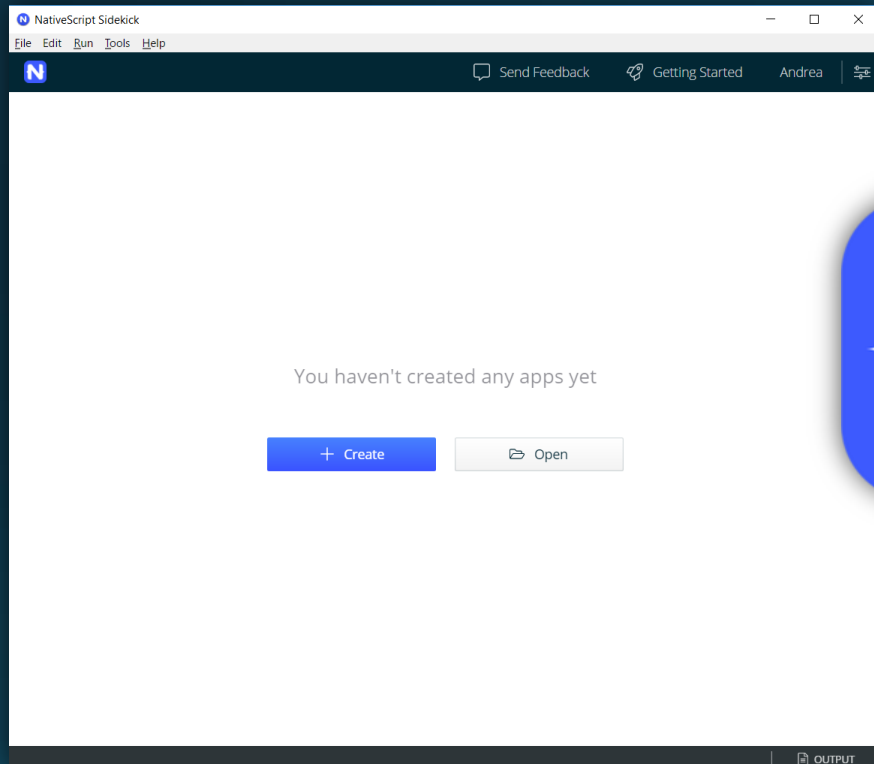 NativeScript Sidekick
File Edit Run Tools Help
N Send Feedback Getting Started Andrea
You haven't created any apps yet
+ Create Open
OUTPUT